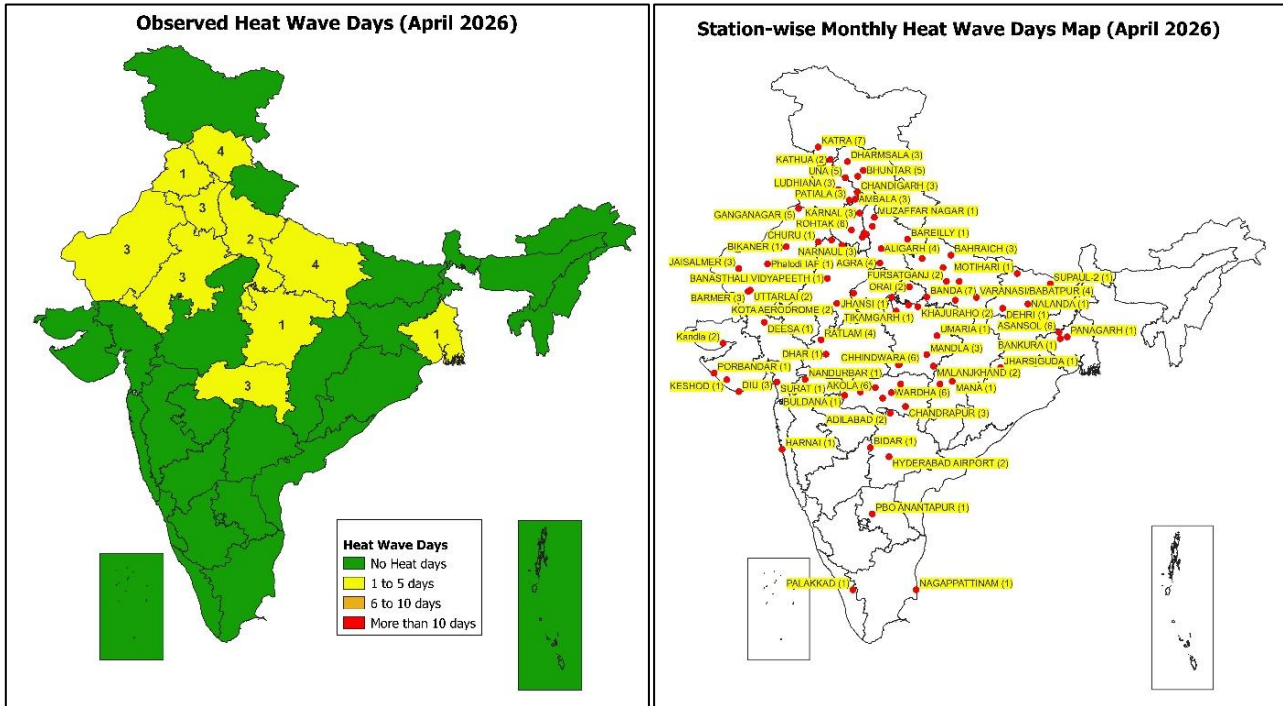 Observed Heat Wave Days (April 2026)
4
1
3
3
2
3
4
1
1
3
Heat Wave Days
No Heat days
1 to 5 days
6 to 10 days
More than 10 days
Station-wise Monthly Heat Wave Days Map (April 2026)
KATRA (7)
KATHUA (2)
DHARMSALA (3)
UNA (5)
BHUNTAR (5)
LUDHIANA (3)
CHANDIGARH (3)
PATIALA (3)
AMBALA (3)
GANGANAGAR (5)
KARNAL (3)
MUZAFFAR NAGAR (1)
ROHTAK (6)
CHURU (1)
BAREILLY (1)
BIKANER (1)
NARNAUL (3)
ALIGARH (4)
BAHRAICH (3)
JAISALMER (3)
Phalodi IAF (1)
AGRA (4)
MOTIHARI (1)
BANASTHALI VIDYAPEETH (1)
FURSATGANJ (2)
SUPAUL-2 (1)
ORAI (2)
BANDA (7)
VARANASI/BABATPUR (4)
BARMER (3)
UTTARLAI (2)
JHANSI (1)
NALANDA (1)
KOTA AERODROME (2)
TIKAMGARH (1)
KHAJURAHO (2)
DEHRI (1)
ASANSOL (6)
DEESA (1)
RATLAM (4)
UMARIA (1)
PANAGARH (1)
Kandla (2)
BANKURA (1)
DHAR (1)
CHHINDWARA (6)
MANDLA (3)
JHARSIGUDA (1)
PORBANDAR (1)
NANDURBAR (1)
MALANJKHAND (2)
KESHOD (1)
DIU (3)
SURAT (1)
AKOLA (6)
WARDHA (6)
MANA (1)
BULDANA (1)
CHANDRAPUR (3)
ADILABAD (2)
HARNAI (1)
BIDAR (1)
HYDERABAD AIRPORT (2)
PBO ANANTAPUR (1)
PALAKKAD (1)
NAGAPPATTINAM (1)